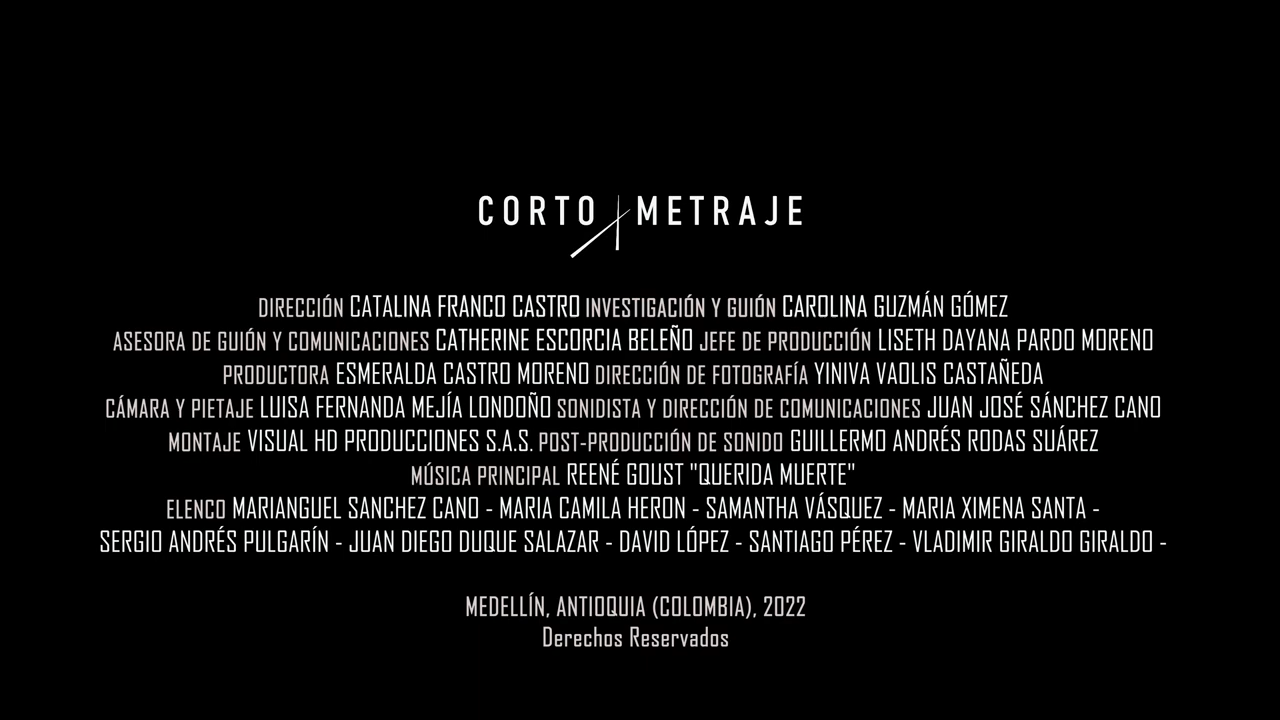 CORTO METRAJE
DIRECCIÓN CATALINA FRANCO CASTRO INVESTIGACIÓN Y GUIÓN CAROLINA GUZMÁN GÓMEZ
ASESORA DE GUIÓN Y COMUNICACIONES CATHERINE ESCORCIA BELEÑO JEFE DE PRODUCCIÓN LISETH DAYANA PARDO MORENO
PRODUCTORA ESMERALDA CASTRO MORENO DIRECCIÓN DE FOTOGRAFÍA YINIVA VAOLIS CASTAÑEDA
CÁMARA Y PIETAJE LUISA FERNANDA MEJÍA LONDOÑO SONIDISTA Y DIRECCIÓN DE COMUNICACIONES JUAN JOSÉ SÁNCHEZ CANO
MONTAJE VISUAL HD PRODUCCIONES S.A.S. POST-PRODUCCIÓN DE SONIDO GUILLERMO ANDRÉS RODAS SUÁREZ
MÚSICA PRINCIPAL REENÉ GOUST "QUERIDA MUERTE"
ELENCO MARIANGUEL SANCHEZ CANO - MARIA CAMILA HERON - SAMANTHA VÁSQUEZ - MARIA XIMENA SANTA -
SERGIO ANDRÉS PULGARÍN - JUAN DIEGO DUQUE SALAZAR - DAVID LÓPEZ - SANTIAGO PÉREZ - VLADIMIR GIRALDO GIRALDO -
MEDELLÍN, ANTIOQUIA (COLOMBIA), 2022
Derechos Reservados